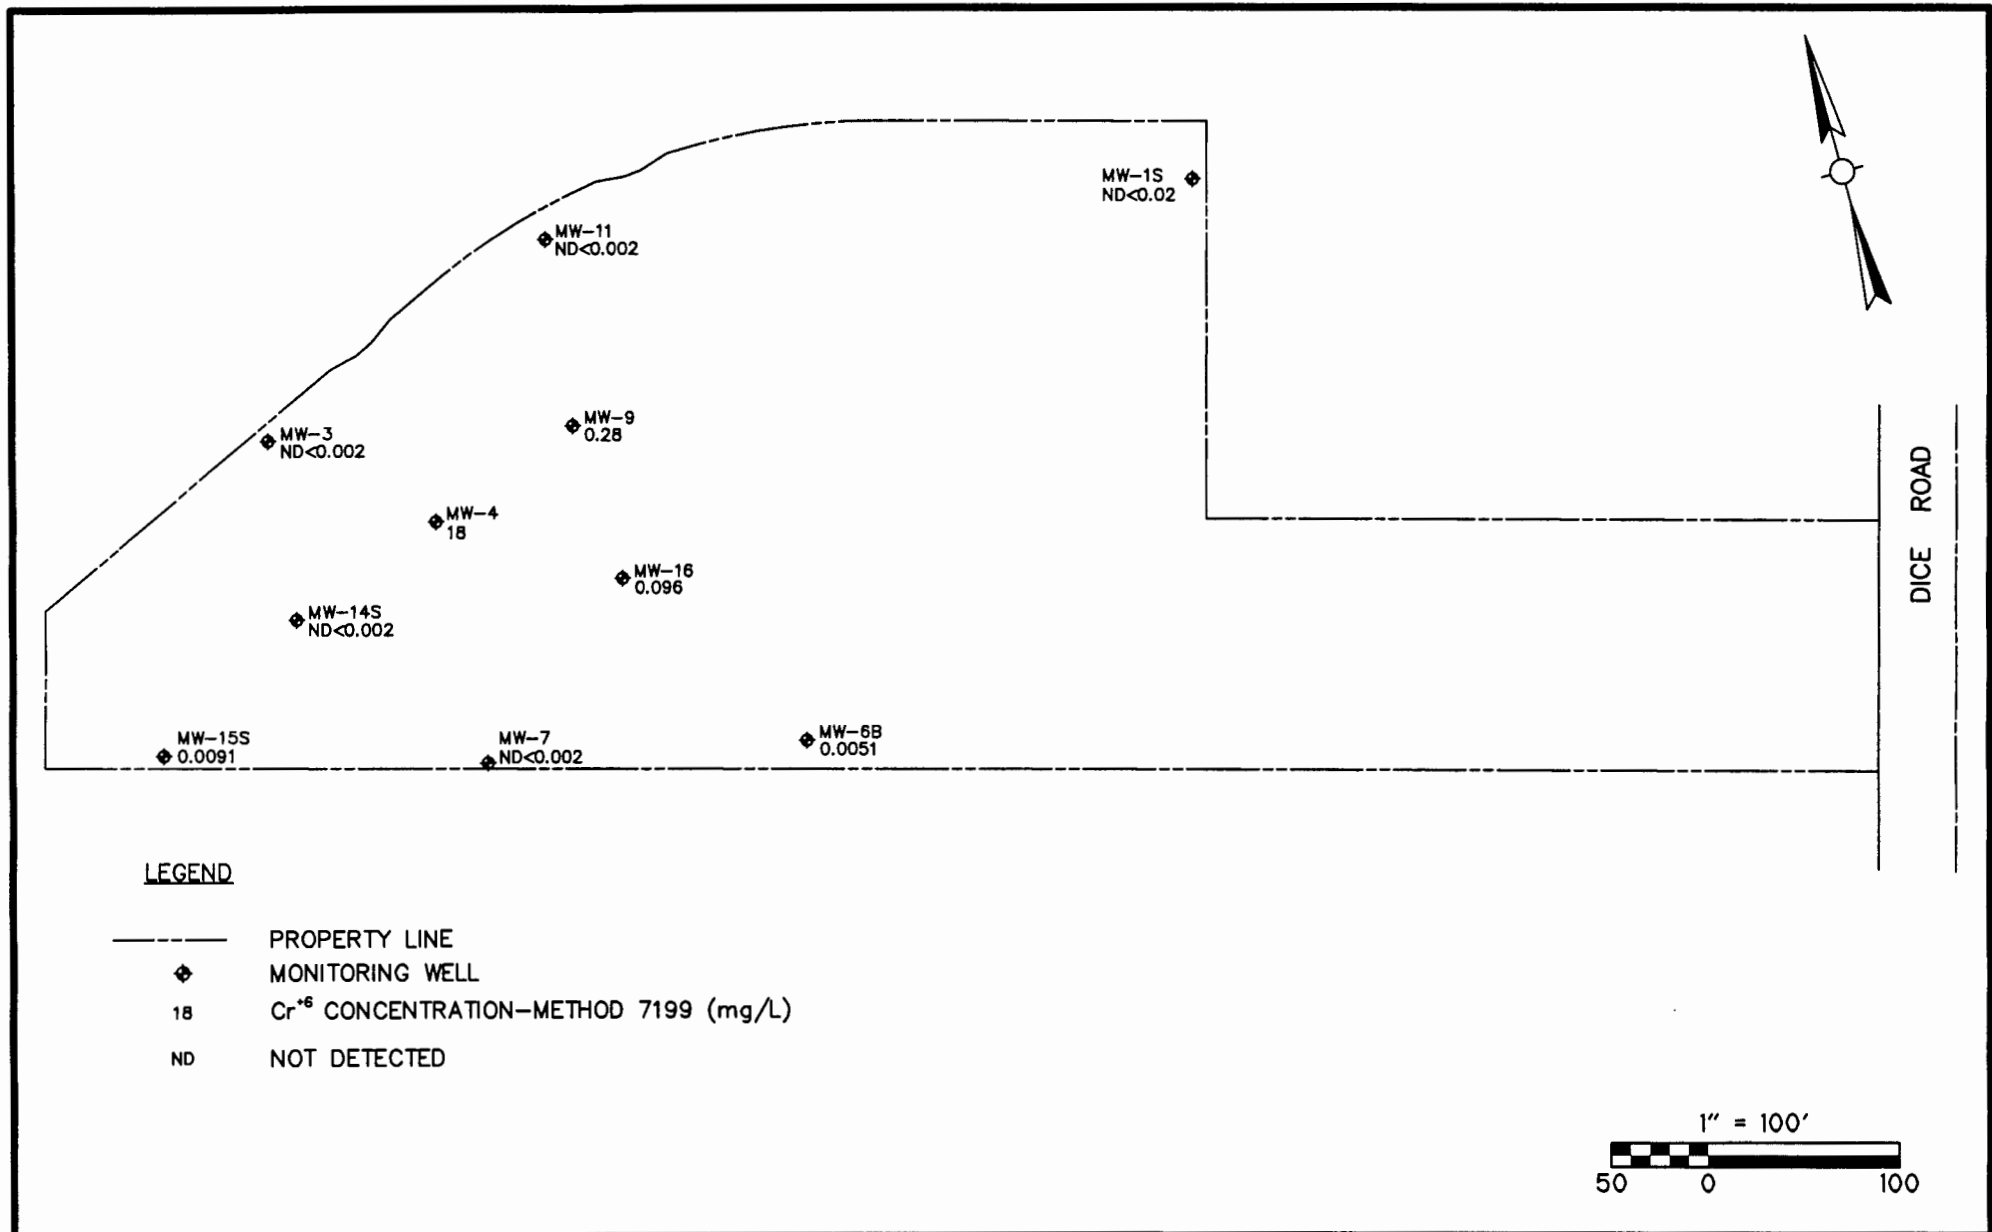 MW-1S
ND<0.02
MW-11
ND<0.002
MW-9
0.28
MW-3
ND<0.002
MW-4
18
MW-16
0.096
MW-14S
ND<0.002
MW-15S
0.0091
MW-7
ND<0.002
MW-6B
0.0051
DICE ROAD
LEGEND
PROPERTY LINE
MONITORING WELL
18 Cr⁺⁶ CONCENTRATION-METHOD 7199 (mg/L)
ND NOT DETECTED
1" = 100'
50 0 100